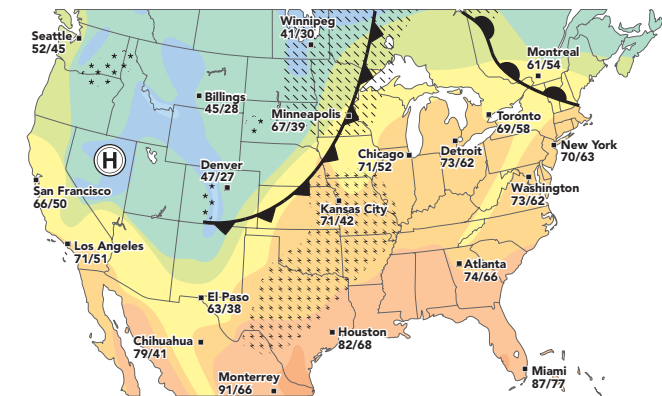 Winnipeg
41/30
Seattle
52/45
Montreal
61/54
Billings
45/28
Minneapolis
67/39
Toronto
69/58
New York
70/63
Chicago
71/52
Detroit
73/62
H
Denver
47/27
San Francisco
66/50
Washington
73/62
Kansas City
71/42
Los Angeles
71/51
Atlanta
74/66
El Paso
63/38
Houston
82/68
Chihuahua
79/41
Monterrey
91/66
Miami
87/77